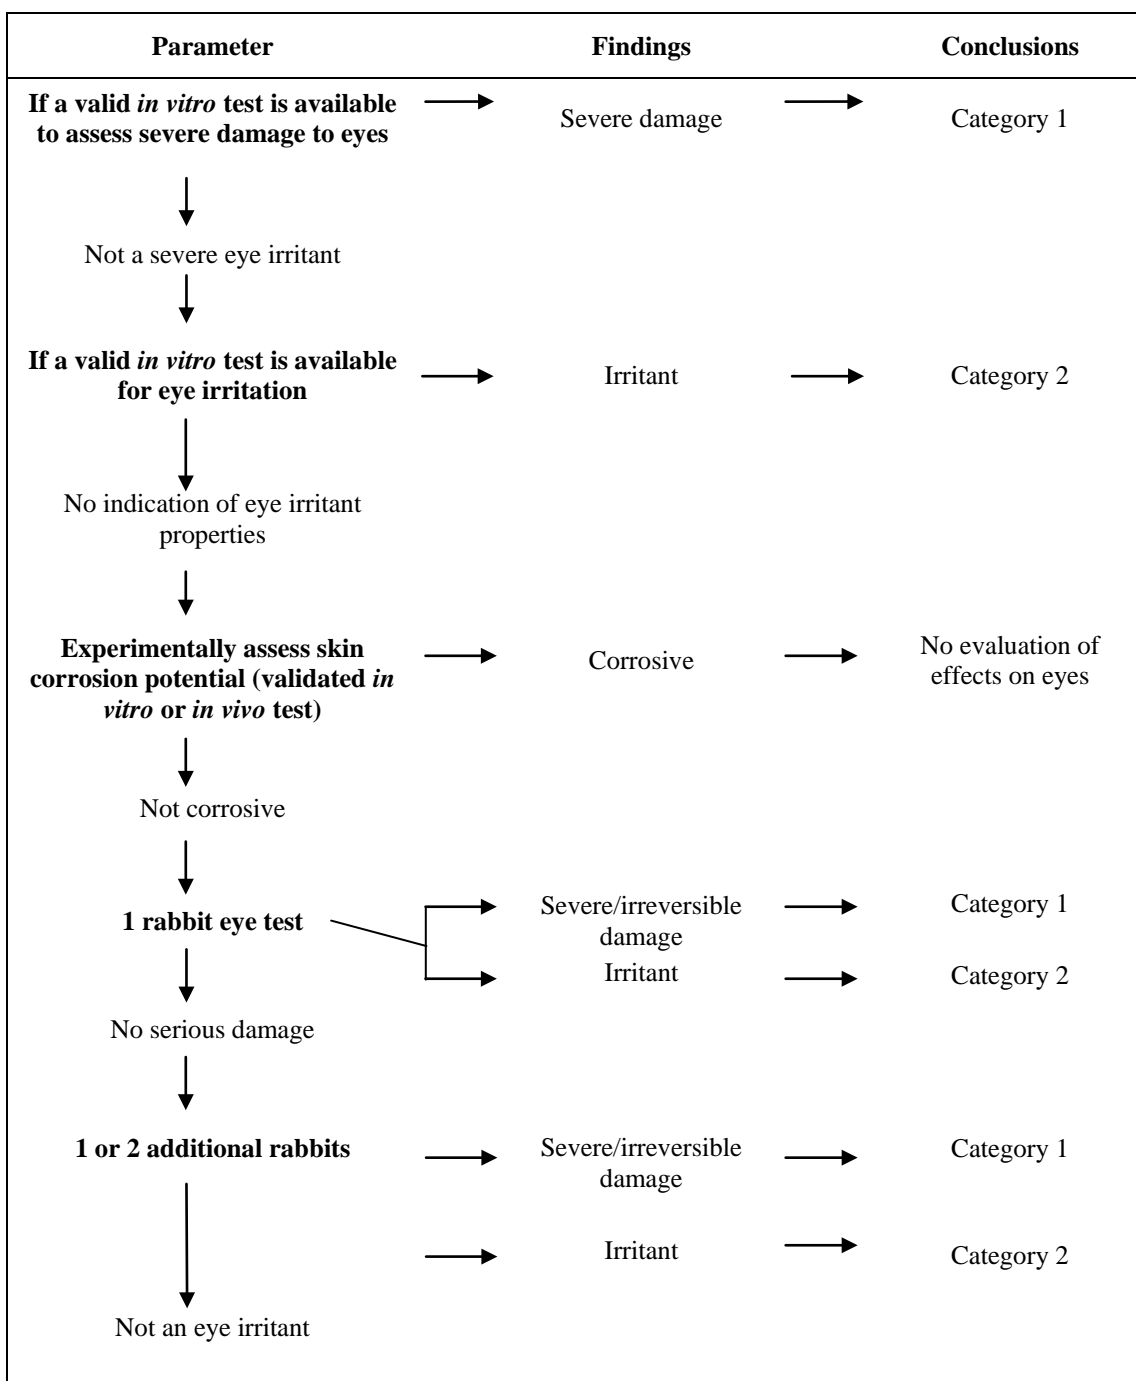 Parameter Findings Conclusions
If a valid in vitro test is available
to assess severe damage to eyes
Severe damage
Category 1
Not a severe eye irritant
If a valid in vitro test is available
for eye irritation
Irritant
Category 2
No indication of eye irritant
properties
Experimentally assess skin
corrosion potential (validated in
vitro or in vivo test)
Corrosive
No evaluation of
effects on eyes
Not corrosive
1 rabbit eye test
Severe/irreversible
damage
Category 1
Irritant
Category 2
No serious damage
1 or 2 additional rabbits
Severe/irreversible
damage
Category 1
Irritant
Category 2
Not an eye irritant